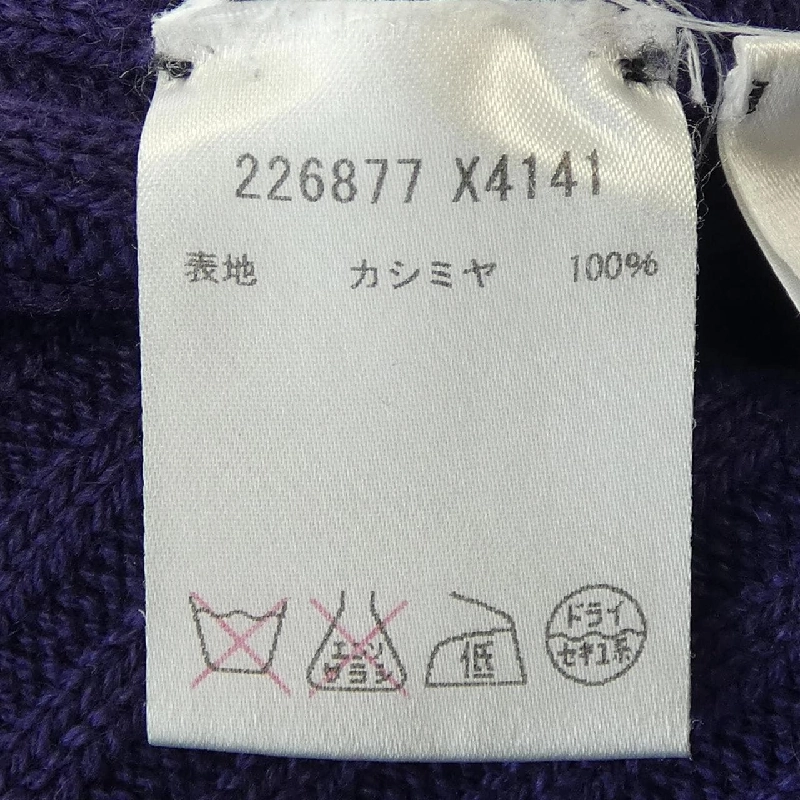 226877 X4141
表地 カシミヤ 100%
エンソ
サラシ
低
ドライ
セキユ系